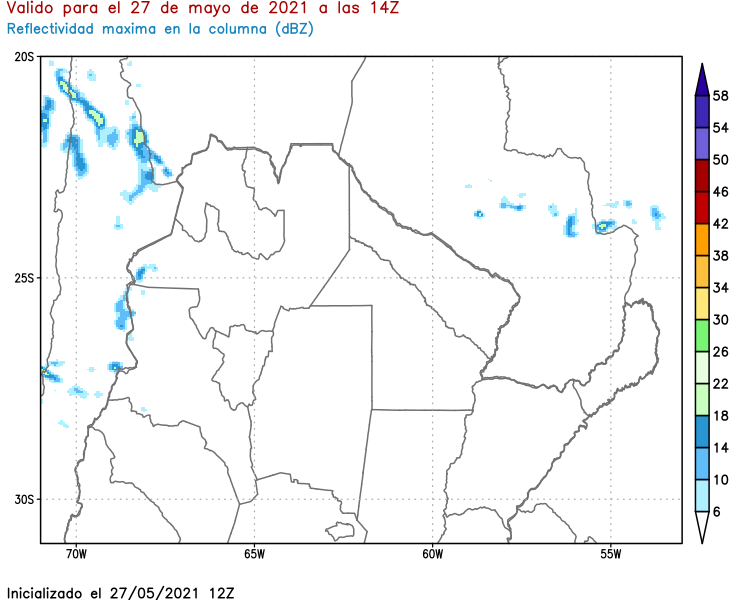 Valido para el 27 de mayo de 2021 a las 14Z
Reflectividad maxima en la columna (dBZ)
20S
25S
30S
70W
65W
60W
55W
58
54
50
46
42
38
34
30
26
22
18
14
10
6
Inicializado el 27/05/2021 12Z